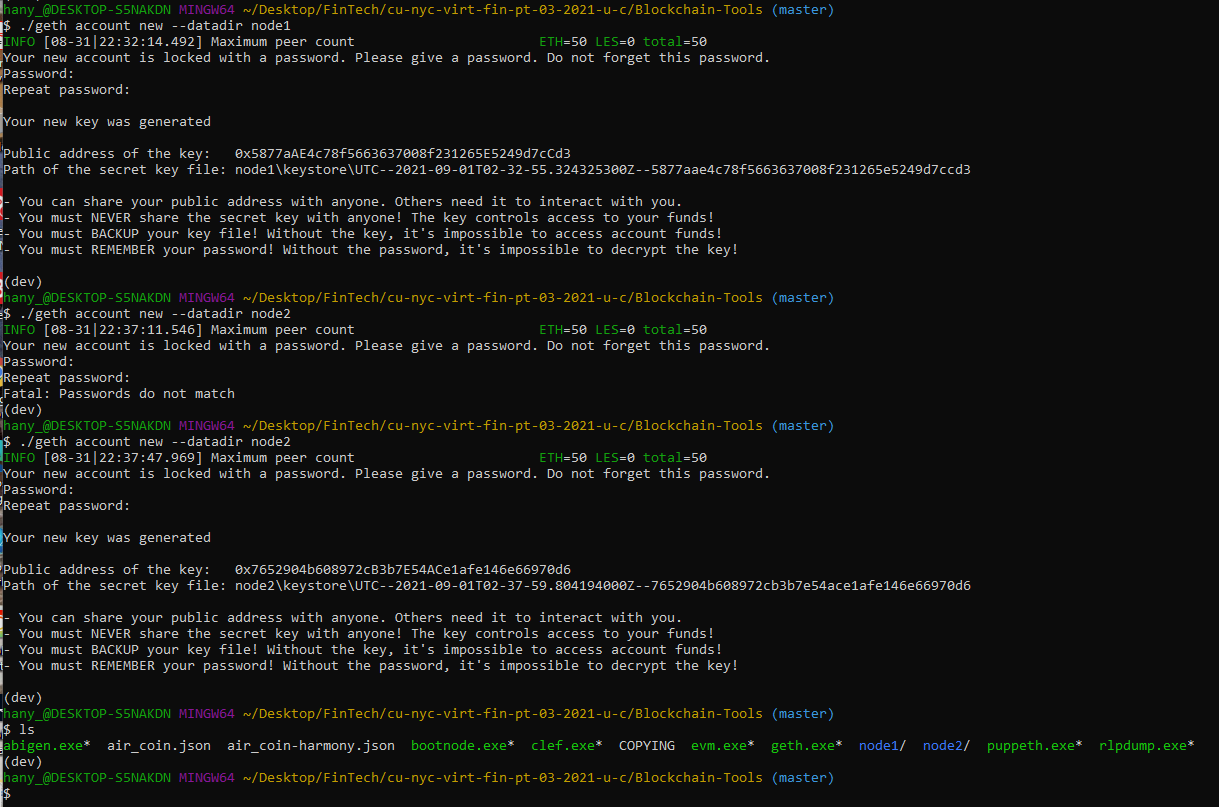 hany_@DESKTOP-S5NAKDN MINGW64 ~/Desktop/FinTech/cu-nyc-virt-fin-pt-03-2021-u-c/Blockchain-Tools (master)
$ ./geth account new --datadir node1
INFO [08-31|22:32:14.492] Maximum peer count                       ETH=50 LES=0 total=50
Your new account is locked with a password. Please give a password. Do not forget this password.
Password:
Repeat password:

Your new key was generated

Public address of the key:   0x5877aAE4c78f5663637008f231265E5249d7cCd3
Path of the secret key file: node1\keystore\UTC--2021-09-01T02-32-55.324325300Z--5877aae4c78f5663637008f231265e5249d7ccd3

- You can share your public address with anyone. Others need it to interact with you.
- You must NEVER share the secret key with anyone! The key controls access to your funds!
- You must BACKUP your key file! Without the key, it's impossible to access account funds!
- You must REMEMBER your password! Without the password, it's impossible to decrypt the key!

(dev)
hany_@DESKTOP-S5NAKDN MINGW64 ~/Desktop/FinTech/cu-nyc-virt-fin-pt-03-2021-u-c/Blockchain-Tools (master)
$ ./geth account new --datadir node2
INFO [08-31|22:37:11.546] Maximum peer count                       ETH=50 LES=0 total=50
Your new account is locked with a password. Please give a password. Do not forget this password.
Password:
Repeat password:
Fatal: Passwords do not match
(dev)
hany_@DESKTOP-S5NAKDN MINGW64 ~/Desktop/FinTech/cu-nyc-virt-fin-pt-03-2021-u-c/Blockchain-Tools (master)
$ ./geth account new --datadir node2
INFO [08-31|22:37:47.969] Maximum peer count                       ETH=50 LES=0 total=50
Your new account is locked with a password. Please give a password. Do not forget this password.
Password:
Repeat password:

Your new key was generated

Public address of the key:   0x7652904b608972cB3b7E54ACe1afe146e66970d6
Path of the secret key file: node2\keystore\UTC--2021-09-01T02-37-59.804194000Z--7652904b608972cb3b7e54ace1afe146e66970d6

- You can share your public address with anyone. Others need it to interact with you.
- You must NEVER share the secret key with anyone! The key controls access to your funds!
- You must BACKUP your key file! Without the key, it's impossible to access account funds!
- You must REMEMBER your password! Without the password, it's impossible to decrypt the key!

(dev)
hany_@DESKTOP-S5NAKDN MINGW64 ~/Desktop/FinTech/cu-nyc-virt-fin-pt-03-2021-u-c/Blockchain-Tools (master)
$ ls
abigen.exe*  air_coin.json  air_coin-harmony.json  bootnode.exe*  clef.exe*  COPYING  evm.exe*  geth.exe*  node1/  node2/  puppeth.exe*  rlpdump.exe*
(dev)
hany_@DESKTOP-S5NAKDN MINGW64 ~/Desktop/FinTech/cu-nyc-virt-fin-pt-03-2021-u-c/Blockchain-Tools (master)
$